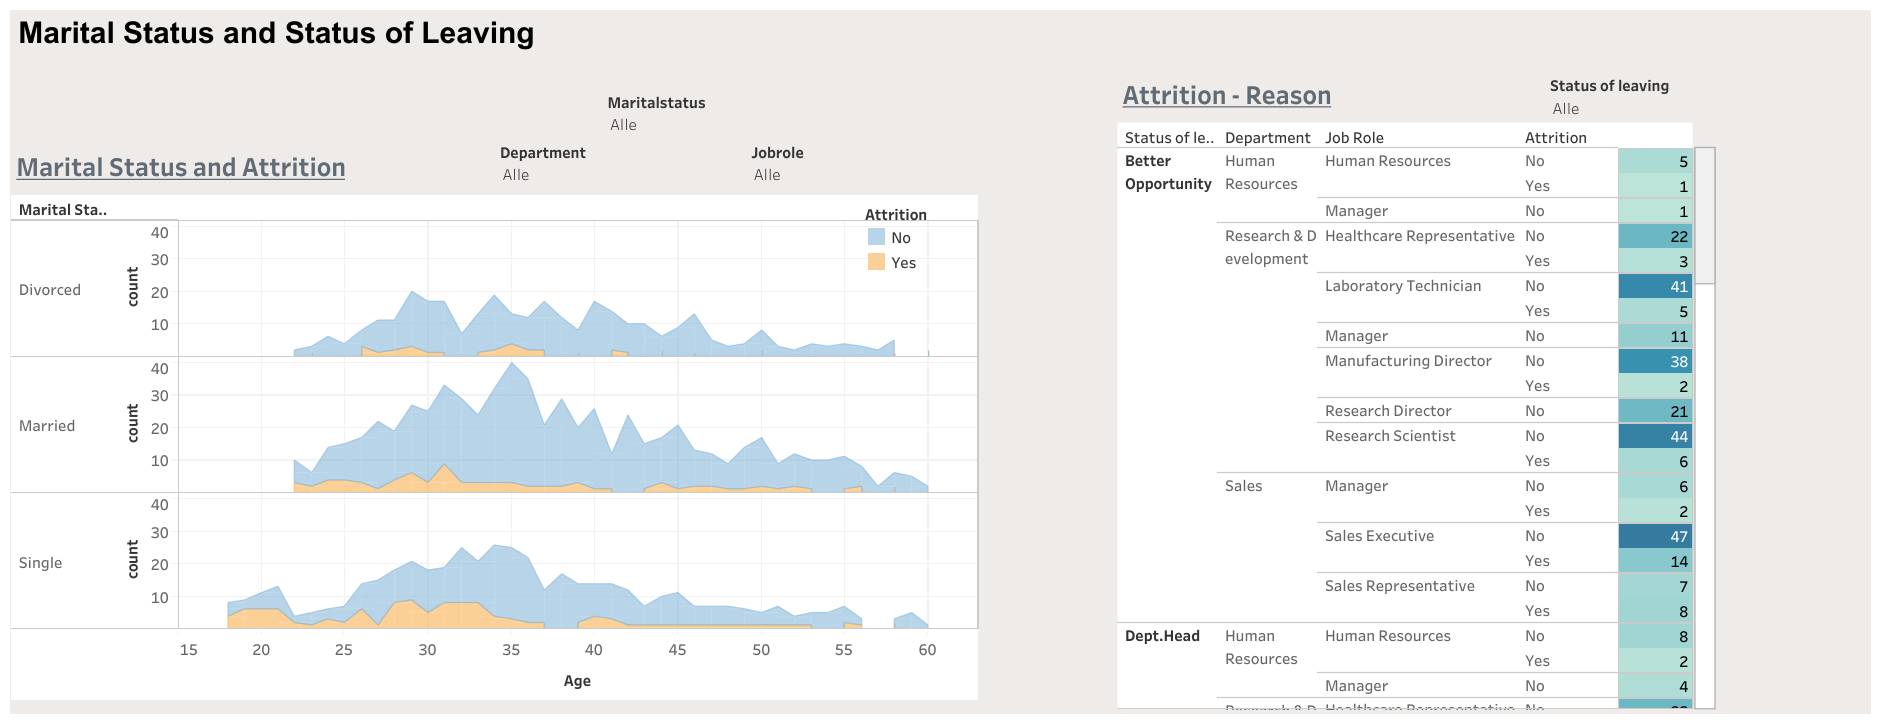 Marital Status and Status of Leaving
Maritalstatus
Alle
Department
Alle
Jobrole
Alle
Marital Status and Attrition
Marital Sta..
Attrition
No
Yes
Divorced
count
40
30
20
10
Married
count
40
30
20
10
Single
count
40
30
20
10
15 20 25 30 35 40 45 50 55 60
Age
Attrition - Reason
Status of leaving
Alle
Status of le.. Department Job Role Attrition
Better Human Human Resources No 5
Opportunity Resources Yes 1
Manager No 1
Research & D Healthcare Representative No 22
evelopment Yes 3
Laboratory Technician No 41
Yes 5
Manager No 11
Manufacturing Director No 38
Yes 2
Research Director No 21
Research Scientist No 44
Yes 6
Sales Manager No 6
Yes 2
Sales Executive No 47
Yes 14
Sales Representative No 7
Yes 8
Dept.Head Human Human Resources No 8
Resources Yes 2
Manager No 4
Research & D Healthcare Representative No